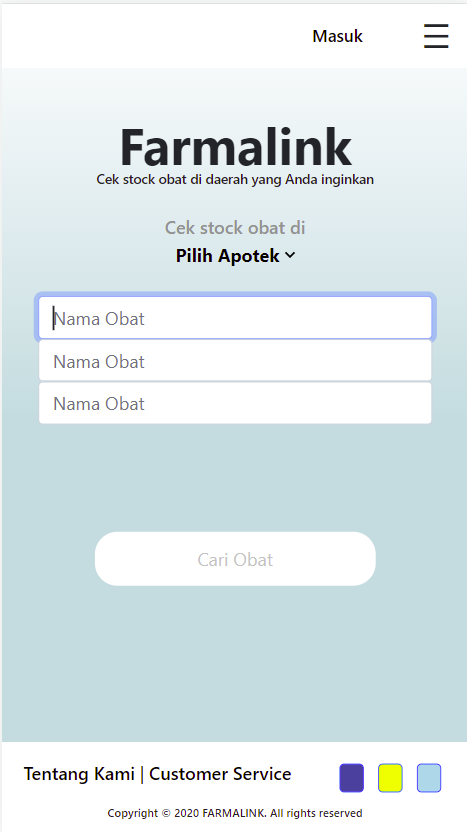 Masuk
Farmalink
Cek stock obat di daerah yang Anda inginkan
Cek stock obat di
Pilih Apotek
Nama Obat
Nama Obat
Nama Obat
Cari Obat
Tentang Kami | Customer Service
Copyright © 2020 FARMALINK. All rights reserved